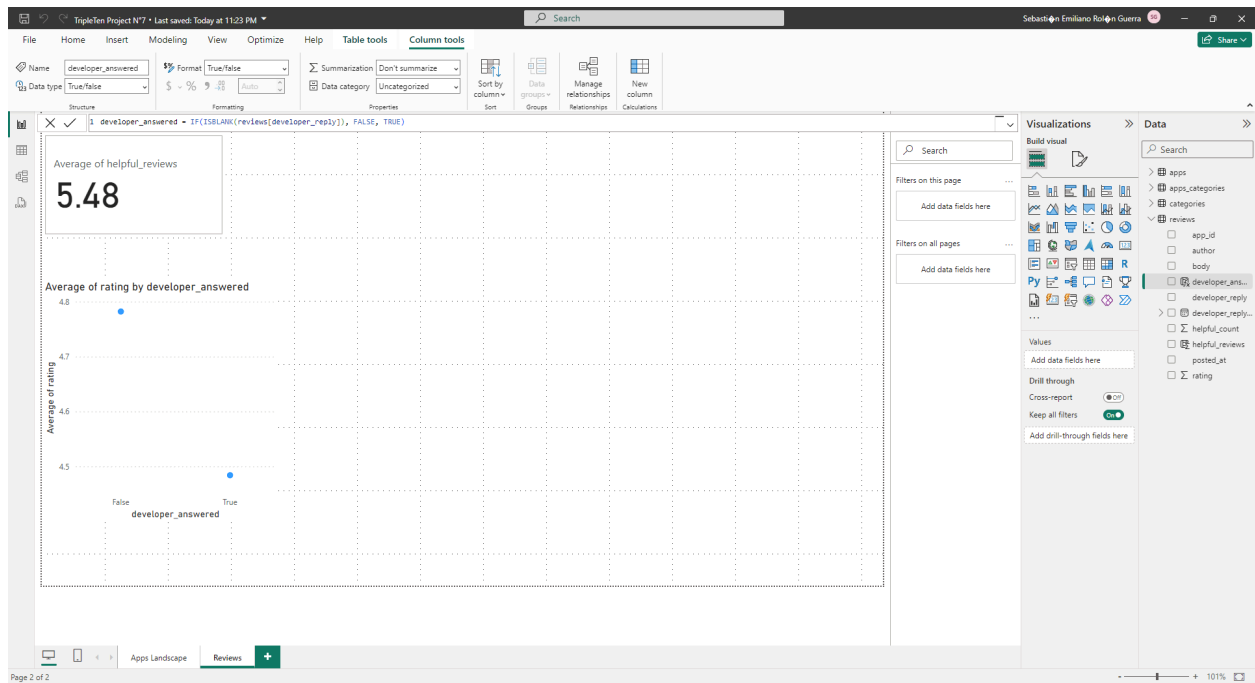 TripleTen Project N°7 • Last saved: Today at 11:23 PM
Search
Sebasti�n Emiliano Rol�n Guerra
SG
File Home Insert Modeling View Optimize Help Table tools Column tools
Share
Name developer_answered
Format True/false
Summarization Don't summarize
Data type True/false
$ % 9 Auto
Data category Uncategorized
Sort by column
Data groups
Manage relationships
New column
Structure Formatting Properties Sort Groups Relationships Calculations
1 developer_answered = IF(ISBLANK(reviews[developer_reply]), FALSE, TRUE)
Average of helpful_reviews
5.48
Average of rating by developer_answered
4.8
4.7
4.6
4.5
Average of rating
False True
developer_answered
Search
Filters on this page ...
Add data fields here
Filters on all pages ...
Add data fields here
Visualizations
Build visual
123
R
Py
...
Values
Add data fields here
Drill through
Cross-report Off
Keep all filters On
Add drill-through fields here
Data
Search
apps
apps_categories
categories
reviews
app_id
author
body
developer_ans...
developer_reply
developer_reply...
helpful_count
helpful_reviews
posted_at
rating
Apps Landscape Reviews +
Page 2 of 2
- + 101%